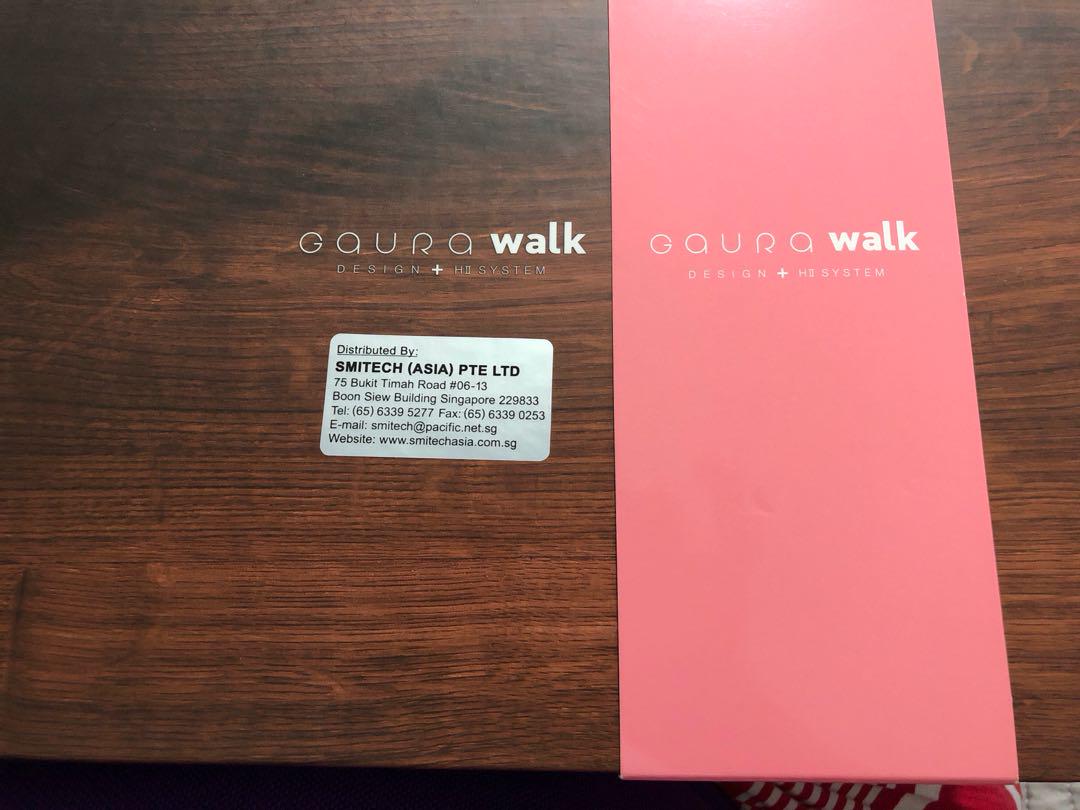 GAURA walk
DESIGN + HII SYSTEM
Distributed By:
SMITECH (ASIA) PTE LTD
75 Bukit Timah Road #06-13
Boon Siew Building Singapore 229833
Tel: (65) 6339 5277 Fax: (65) 6339 0253
E-mail: smitech@pacific.net.sg
Website: www.smitechasia.com.sg
GAURA walk
DESIGN + HII SYSTEM